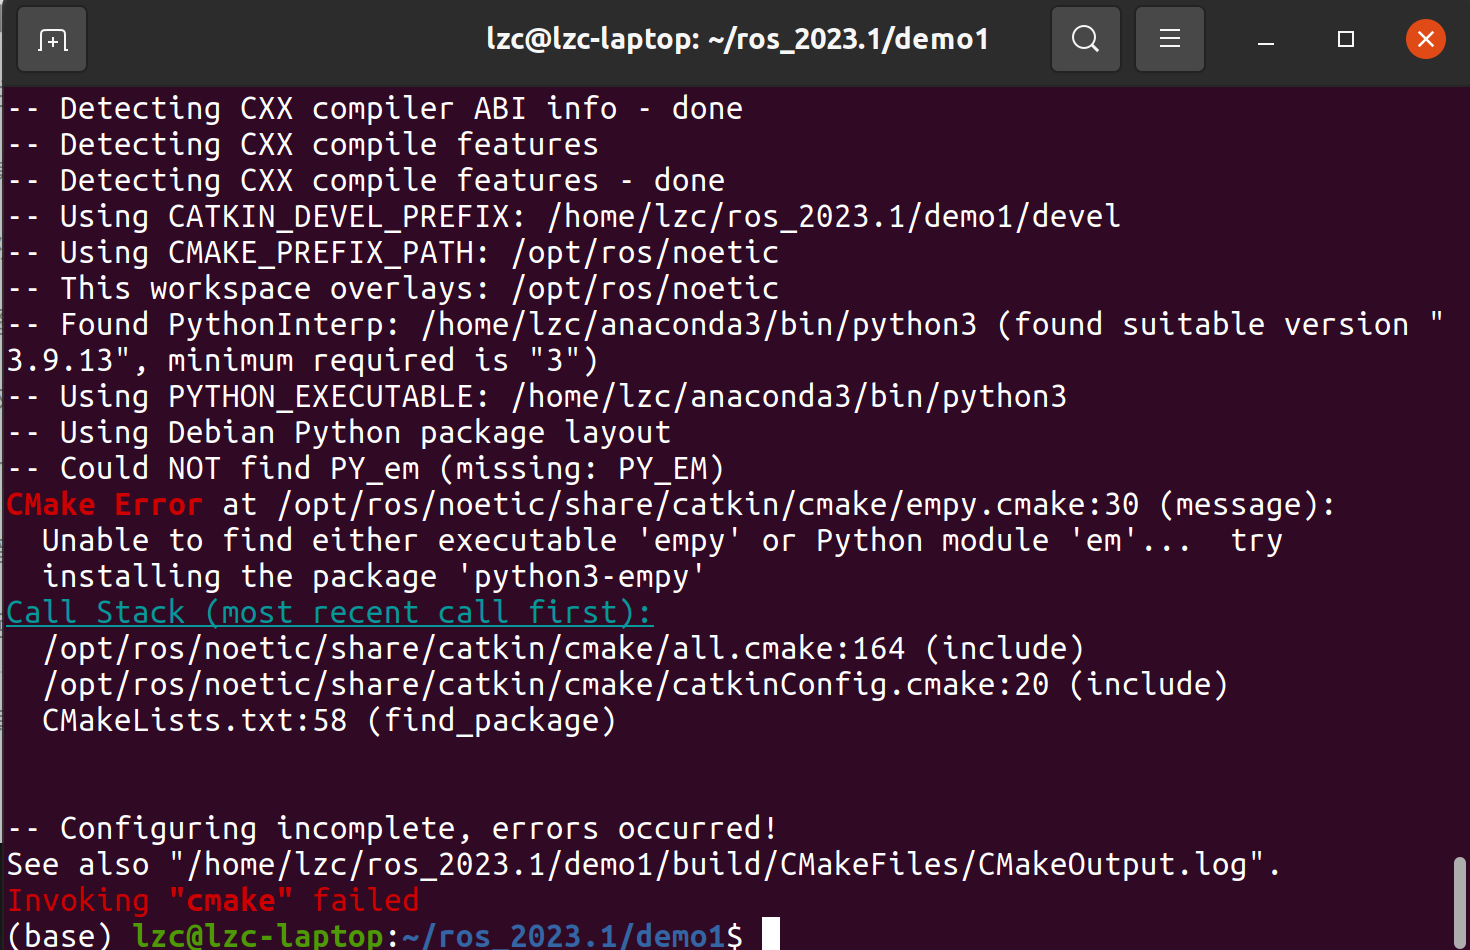 lzc@lzc-laptop: ~/ros_2023.1/demo1
-- Detecting CXX compiler ABI info - done
-- Detecting CXX compile features
-- Detecting CXX compile features - done
-- Using CATKIN_DEVEL_PREFIX: /home/lzc/ros_2023.1/demo1/devel
-- Using CMAKE_PREFIX_PATH: /opt/ros/noetic
-- This workspace overlays: /opt/ros/noetic
-- Found PythonInterp: /home/lzc/anaconda3/bin/python3 (found suitable version "
3.9.13", minimum required is "3")
-- Using PYTHON_EXECUTABLE: /home/lzc/anaconda3/bin/python3
-- Using Debian Python package layout
-- Could NOT find PY_em (missing: PY_EM)
CMake Error at /opt/ros/noetic/share/catkin/cmake/empy.cmake:30 (message):
  Unable to find either executable 'empy' or Python module 'em'...  try
  installing the package 'python3-empy'
Call Stack (most recent call first):
  /opt/ros/noetic/share/catkin/cmake/all.cmake:164 (include)
  /opt/ros/noetic/share/catkin/cmake/catkinConfig.cmake:20 (include)
  CMakeLists.txt:58 (find_package)
-- Configuring incomplete, errors occurred!
See also "/home/lzc/ros_2023.1/demo1/build/CMakeFiles/CMakeOutput.log".
Invoking "cmake" failed
(base) lzc@lzc-laptop:~/ros_2023.1/demo1$